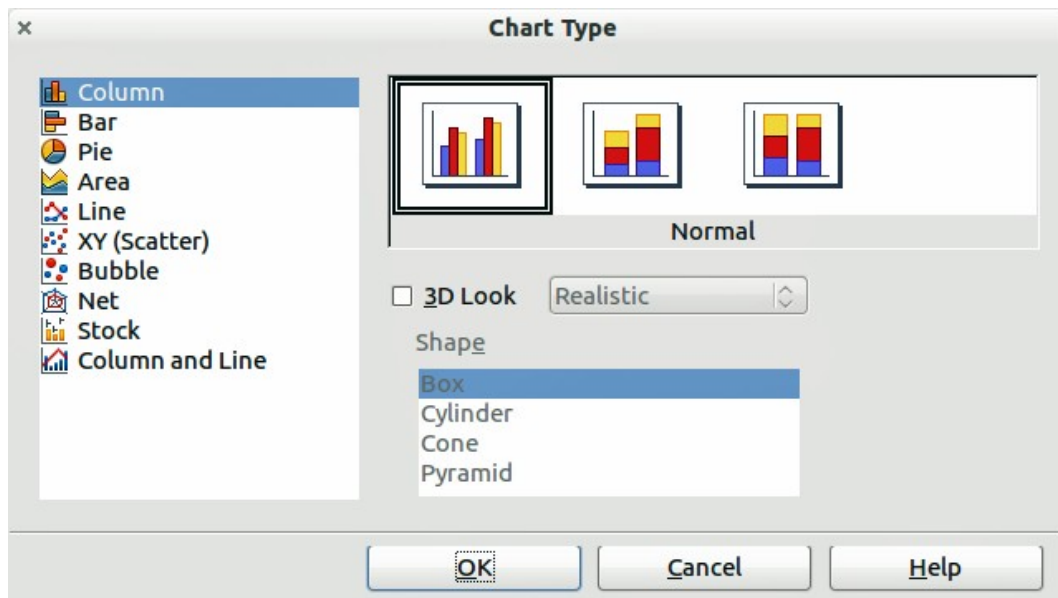 Chart Type
Column
Bar
Pie
Area
Line
XY (Scatter)
Bubble
Net
Stock
Column and Line
Normal
3D Look
Realistic
Shape
Box
Cylinder
Cone
Pyramid
OK
Cancel
Help